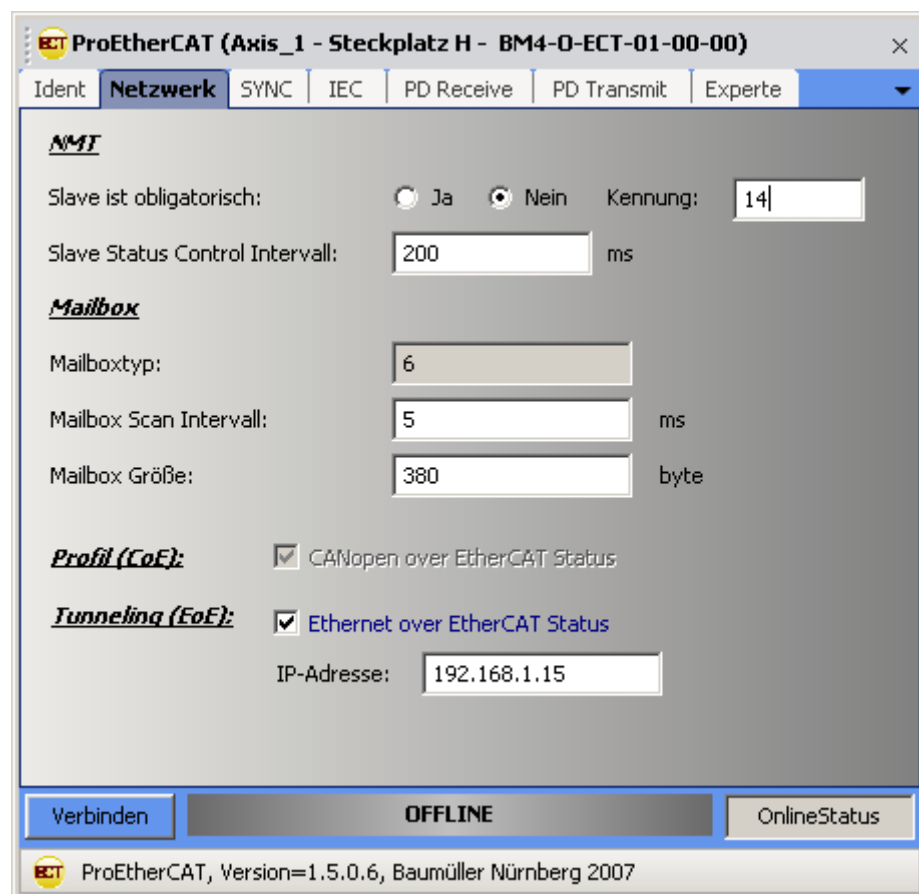 ECT ProEtherCAT (Axis_1 - Steckplatz H - BM4-O-ECT-01-00-00)
Ident Netzwerk SYNC IEC PD Receive PD Transmit Experte
NMT
Slave ist obligatorisch: Ja Nein Kennung: 14
Slave Status Control Intervall: 200 ms
Mailbox
Mailboxtyp: 6
Mailbox Scan Intervall: 5 ms
Mailbox Größe: 380 byte
Profil (CoE): CANopen over EtherCAT Status
Tunneling (EoE): Ethernet over EtherCAT Status
IP-Adresse: 192.168.1.15
Verbinden OFFLINE OnlineStatus
ECT ProEtherCAT, Version=1.5.0.6, Baumüller Nürnberg 2007